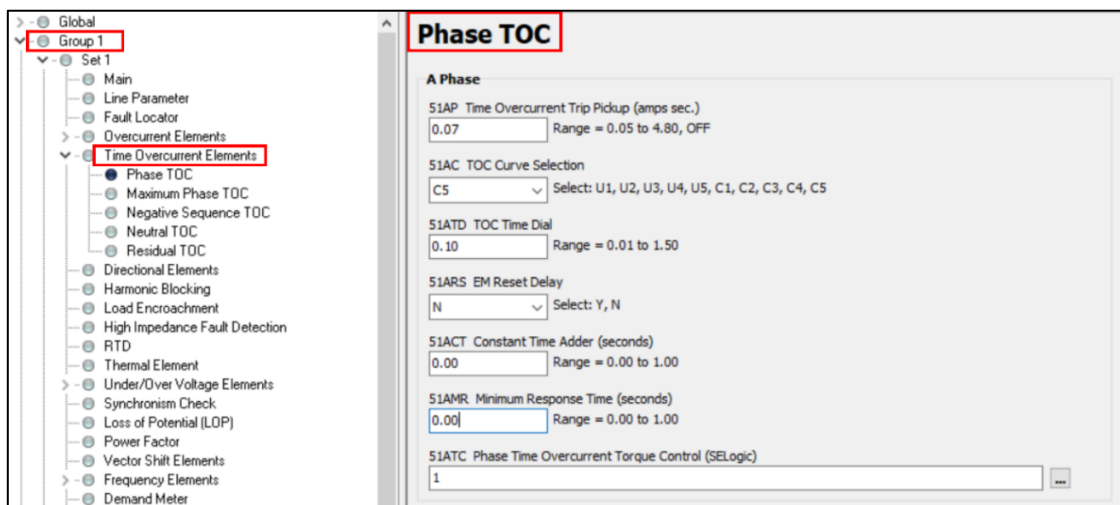 Global
Group 1
Set 1
Main
Line Parameter
Fault Locator
Overcurrent Elements
Time Overcurrent Elements
Phase TOC
Maximum Phase TOC
Negative Sequence TOC
Neutral TOC
Residual TOC
Directional Elements
Harmonic Blocking
Load Encroachment
High Impedance Fault Detection
RTD
Thermal Element
Under/Over Voltage Elements
Synchronism Check
Loss of Potential (LOP)
Power Factor
Vector Shift Elements
Frequency Elements
Demand Meter
Phase TOC
A Phase
51AP Time Overcurrent Trip Pickup (amps sec.)
0.07 Range = 0.05 to 4.80, OFF
51AC TOC Curve Selection
C5 Select: U1, U2, U3, U4, U5, C1, C2, C3, C4, C5
51ATD TOC Time Dial
0.10 Range = 0.01 to 1.50
51ARS EM Reset Delay
N Select: Y, N
51ACT Constant Time Adder (seconds)
0.00 Range = 0.00 to 1.00
51AMR Minimum Response Time (seconds)
0.00 Range = 0.00 to 1.00
51ATC Phase Time Overcurrent Torque Control (SELogic)
1 ...